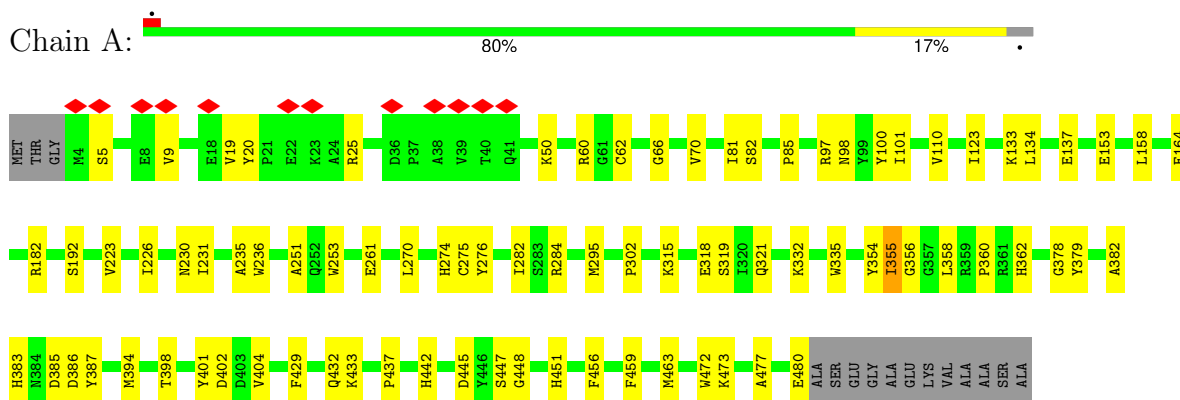 Chain A:
80%
17%
MET THR GLY M4 S5 E8 V9 E18 V19 Y20 P21 E22 K23 A24 R25 D36 P37 A38 V39 T40 Q41 K50 R60 G61 C62 G66 V70 I81 S82 P85 R97 N98 Y99 Y100 I101 V110 I123 K133 L134 E137 E153 L158
R182 S192 V223 I226 N230 I231 A235 W236 A251 Q252 W253 E261 L270 H274 C275 Y276 I282 S283 R284 M295 P302 K315 E318 S319 I320 Q321 K332 W335 Y354 I355 G356 G357 L358 R359 P360 R361 H362 G378 Y379 A382
H383 N384 D385 D386 Y387 M394 T398 Y401 D402 D403 V404 F429 Q432 K433 P437 H442 D445 Y446 S447 G448 H451 F456 F459 M463 W472 K473 A477 E480 ALA SER GLU GLY ALA GLU LYS VAL ALA ALA SER ALA